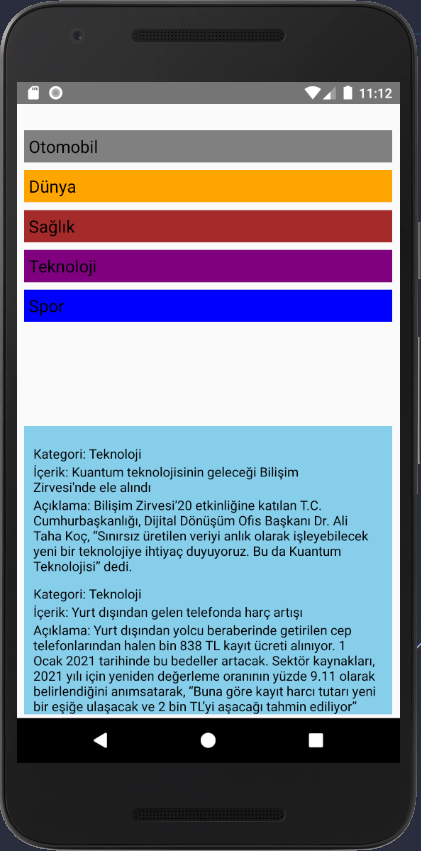 11:12
Otomobil
Dünya
Sağlık
Teknoloji
Spor
Kategori: Teknoloji
İçerik: Kuantum teknolojisinin geleceği Bilişim
Zirvesi'nde ele alındı
Açıklama: Bilişim Zirvesi’20 etkinliğine katılan T.C.
Cumhurbaşkanlığı, Dijital Dönüşüm Ofis Başkanı Dr. Ali
Taha Koç, “Sınırsız üretilen veriyi anlık olarak işleyebilecek
yeni bir teknolojiye ihtiyaç duyuyoruz. Bu da Kuantum
Teknolojisi” dedi.
Kategori: Teknoloji
İçerik: Yurt dışından gelen telefonda harç artışı
Açıklama: Yurt dışından yolcu beraberinde getirilen cep
telefonlarından halen bin 838 TL kayıt ücreti alınıyor. 1
Ocak 2021 tarihinde bu bedeller artacak. Sektör kaynakları,
2021 yılı için yeniden değerleme oranının yüzde 9.11 olarak
belirlendiğini anımsatarak, “Buna göre kayıt harcı tutarı yeni
bir eşiğe ulaşacak ve 2 bin TL’yi aşacağı tahmin ediliyor”